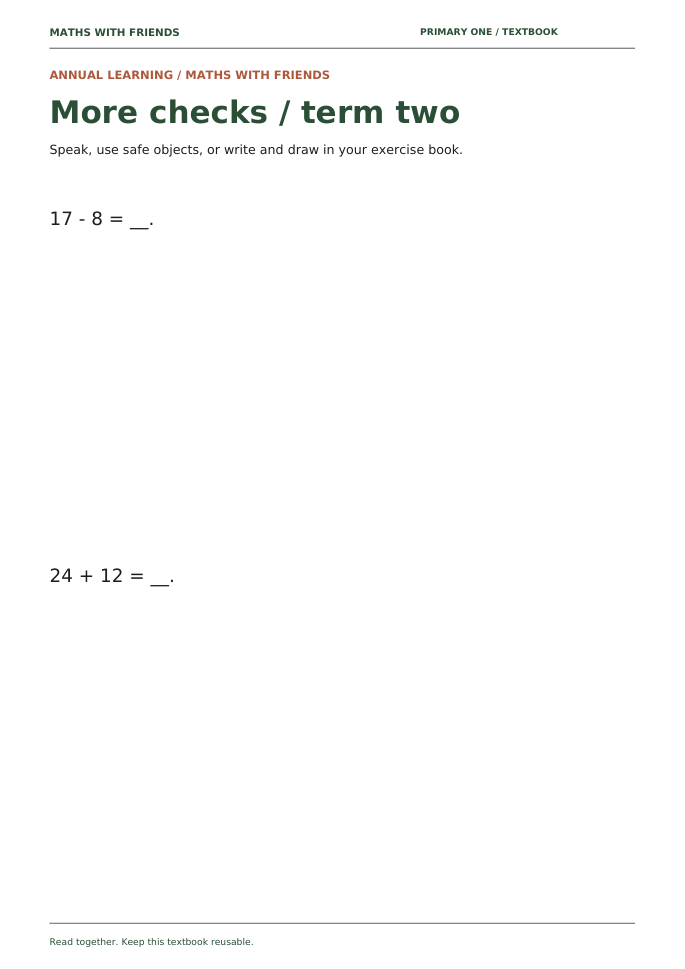 MATHS WITH FRIENDS
PRIMARY ONE / TEXTBOOK
ANNUAL LEARNING / MATHS WITH FRIENDS
More checks / term two
Speak, use safe objects, or write and draw in your exercise book.
17 - 8 = __.
24 + 12 = __.
Read together. Keep this textbook reusable.